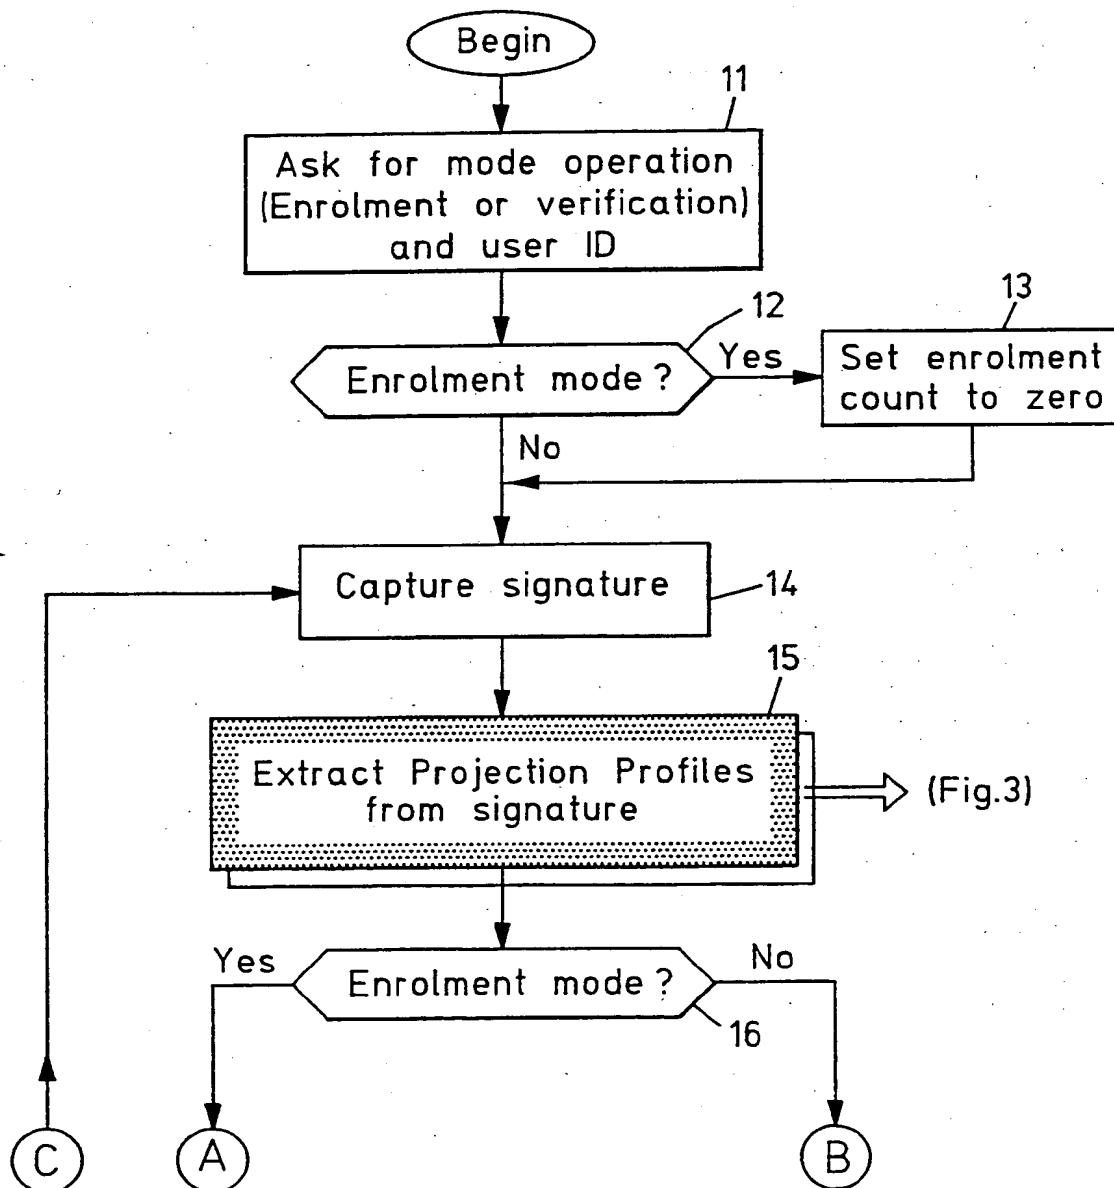 Begin
11
Ask for mode operation
(Enrolment or verification)
and user ID
12
13
Enrolment mode ?
Yes
Set enrolment
count to zero
No
Capture signature
14
15
Extract Projection Profiles
from signature
(Fig.3)
Yes
Enrolment mode ?
No
16
C
A
B